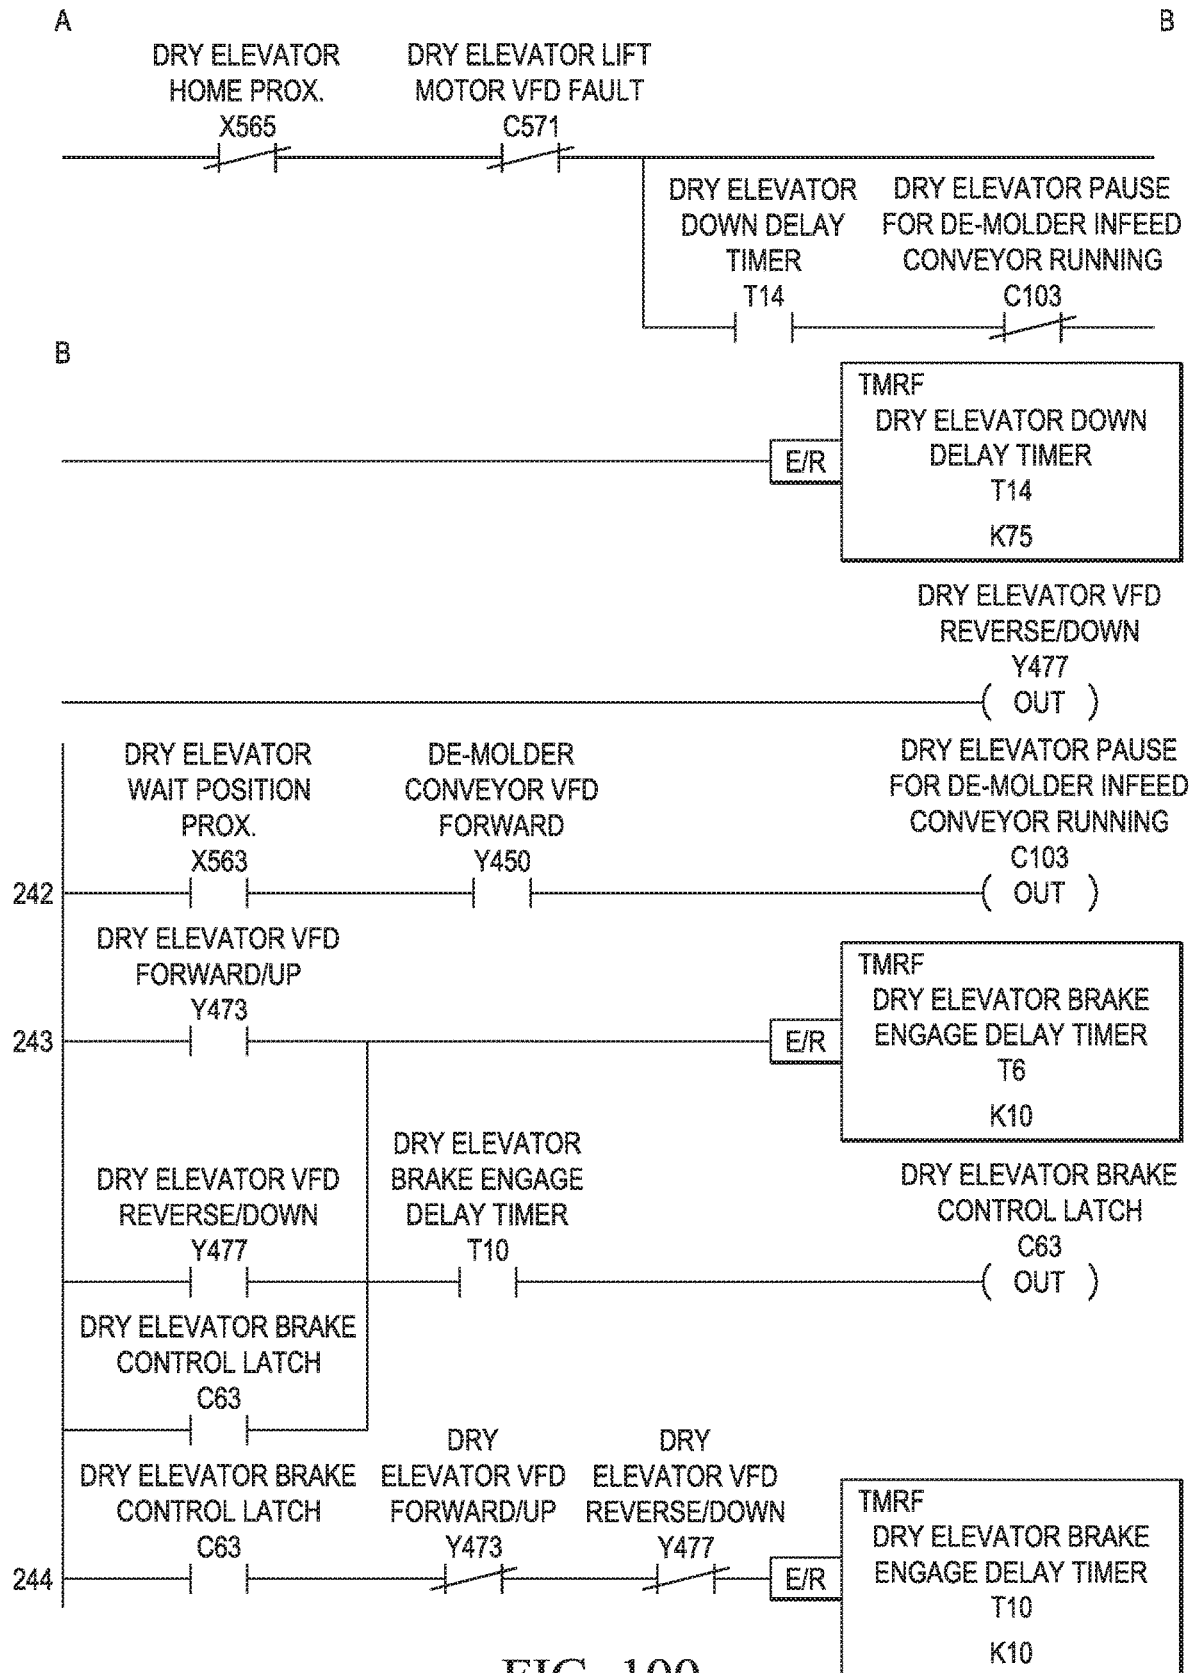 A
B
DRY ELEVATOR
HOME PROX.
X565
DRY ELEVATOR LIFT
MOTOR VFD FAULT
C571
DRY ELEVATOR
DOWN DELAY
TIMER
T14
DRY ELEVATOR PAUSE
FOR DE-MOLDER INFEED
CONVEYOR RUNNING
C103
B
E/R
TMRF
DRY ELEVATOR DOWN
DELAY TIMER
T14
K75
DRY ELEVATOR VFD
REVERSE/DOWN
Y477
( OUT )
242
DRY ELEVATOR
WAIT POSITION
PROX.
X563
DE-MOLDER
CONVEYOR VFD
FORWARD
Y450
DRY ELEVATOR PAUSE
FOR DE-MOLDER INFEED
CONVEYOR RUNNING
C103
( OUT )
243
DRY ELEVATOR VFD
FORWARD/UP
Y473
E/R
TMRF
DRY ELEVATOR BRAKE
ENGAGE DELAY TIMER
T6
K10
DRY ELEVATOR VFD
REVERSE/DOWN
Y477
DRY ELEVATOR
BRAKE ENGAGE
DELAY TIMER
T10
DRY ELEVATOR BRAKE
CONTROL LATCH
C63
( OUT )
DRY ELEVATOR BRAKE
CONTROL LATCH
C63
244
DRY ELEVATOR BRAKE
CONTROL LATCH
C63
DRY
ELEVATOR VFD
FORWARD/UP
Y473
DRY
ELEVATOR VFD
REVERSE/DOWN
Y477
E/R
TMRF
DRY ELEVATOR BRAKE
ENGAGE DELAY TIMER
T10
K10
FIG. 100